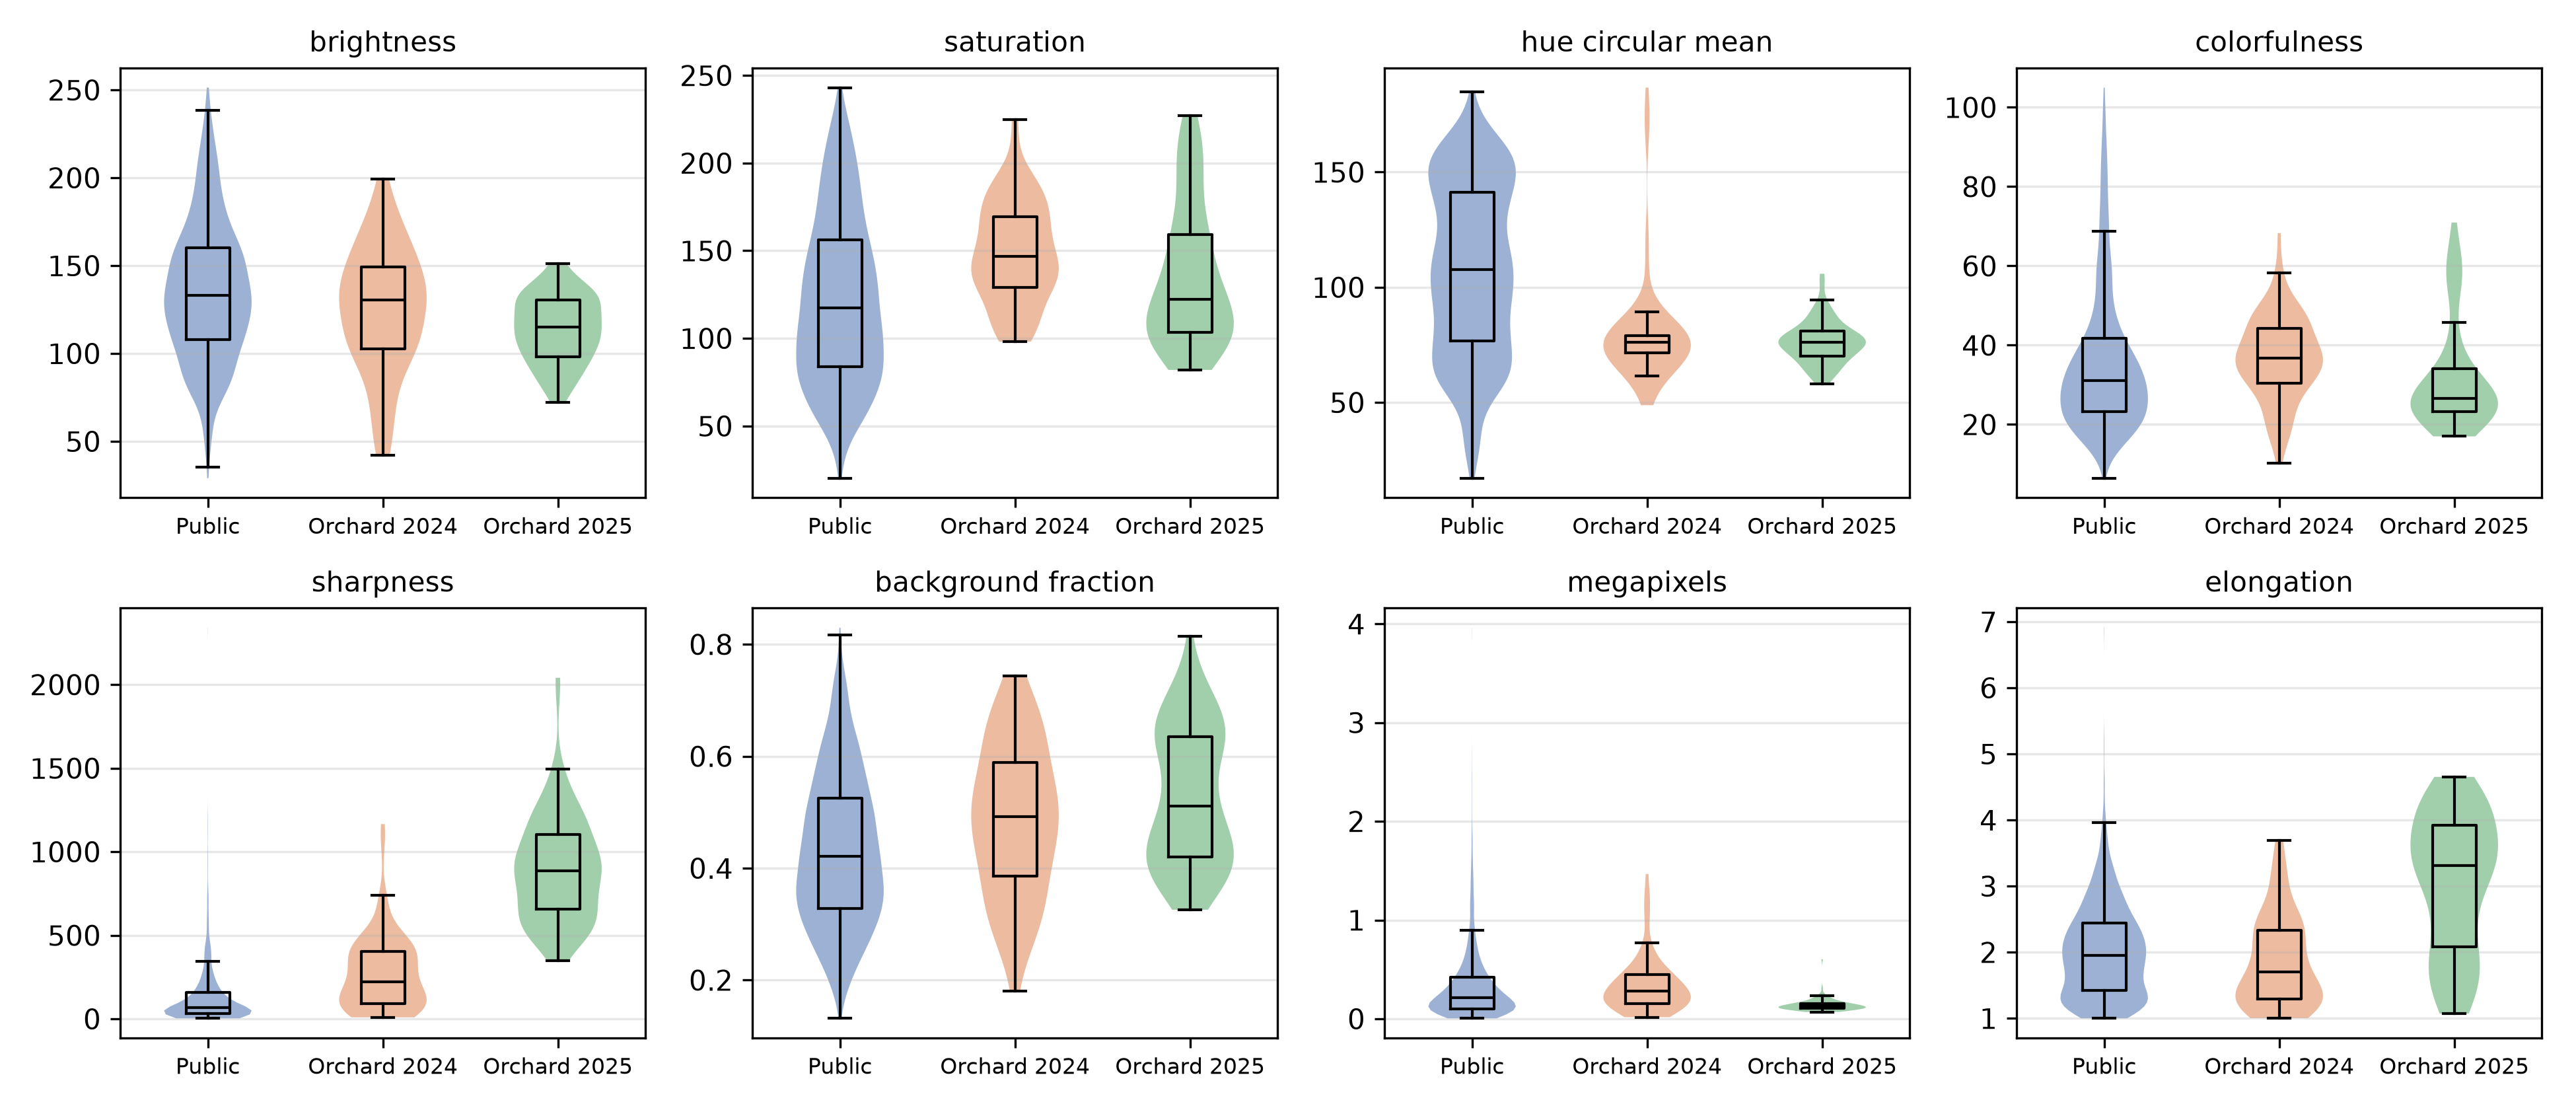 brightness
saturation
hue circular mean
colorfulness
250
200
150
100
50
Public
Orchard 2024
Orchard 2025
250
200
150
100
50
Public
Orchard 2024
Orchard 2025
150
100
50
Public
Orchard 2024
Orchard 2025
100
80
60
40
20
Public
Orchard 2024
Orchard 2025
sharpness
background fraction
megapixels
elongation
2000
1500
1000
500
0
Public
Orchard 2024
Orchard 2025
0.8
0.6
0.4
0.2
Public
Orchard 2024
Orchard 2025
4
3
2
1
0
Public
Orchard 2024
Orchard 2025
7
6
5
4
3
2
1
Public
Orchard 2024
Orchard 2025